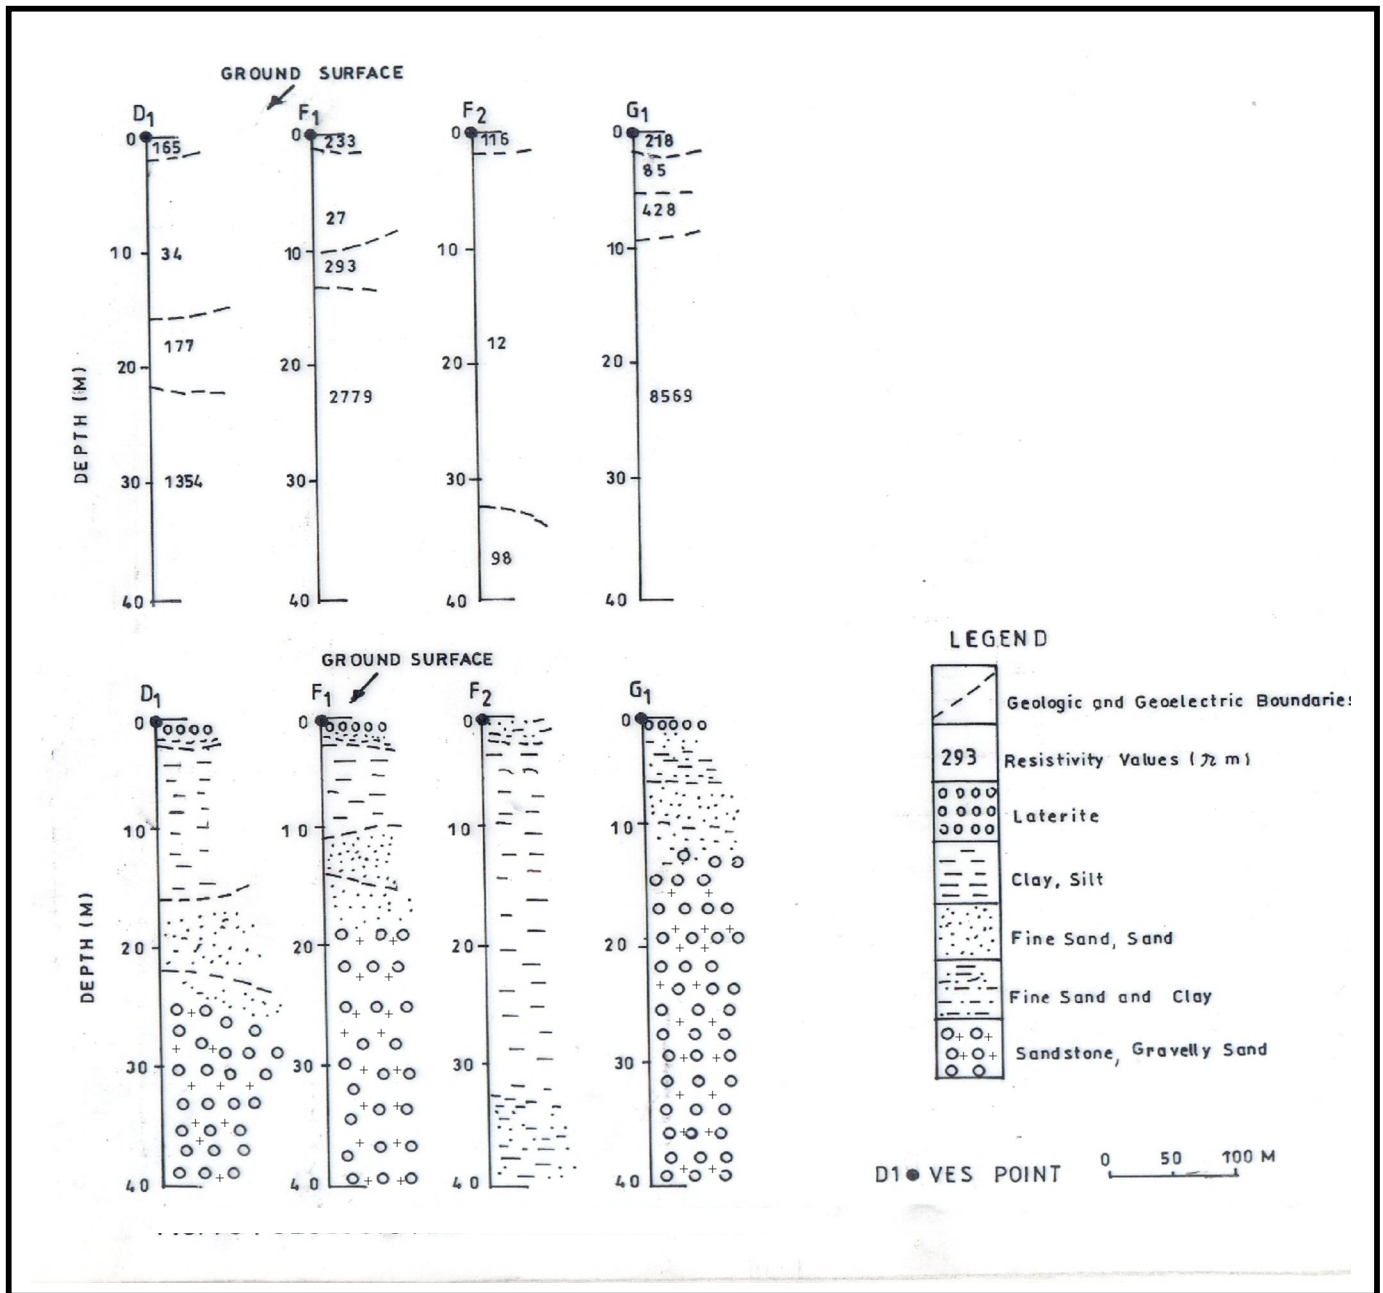 GROUND SURFACE
D1 F1 F2 G1
0 165 0 233 0 116 0 218
85
27 428
10 34 10 293 10 10
177 12
20 20 2779 20 20 8569
DEPTH (M)
30 1354 30 30 30
98
40 40 40 40
GROUND SURFACE
D1 F1 F2 G1
0 0 0 0
10 10 10 10
20 20 20 20
DEPTH (M)
30 30 30 30
40 40 40 40
LEGEND
Geologic and Geoelectric Boundaries
293 Resistivity Values (Ω m)
Laterite
Clay, Silt
Fine Sand, Sand
Fine Sand and Clay
Sandstone, Gravelly Sand
D1 VES POINT
0 50 100 M